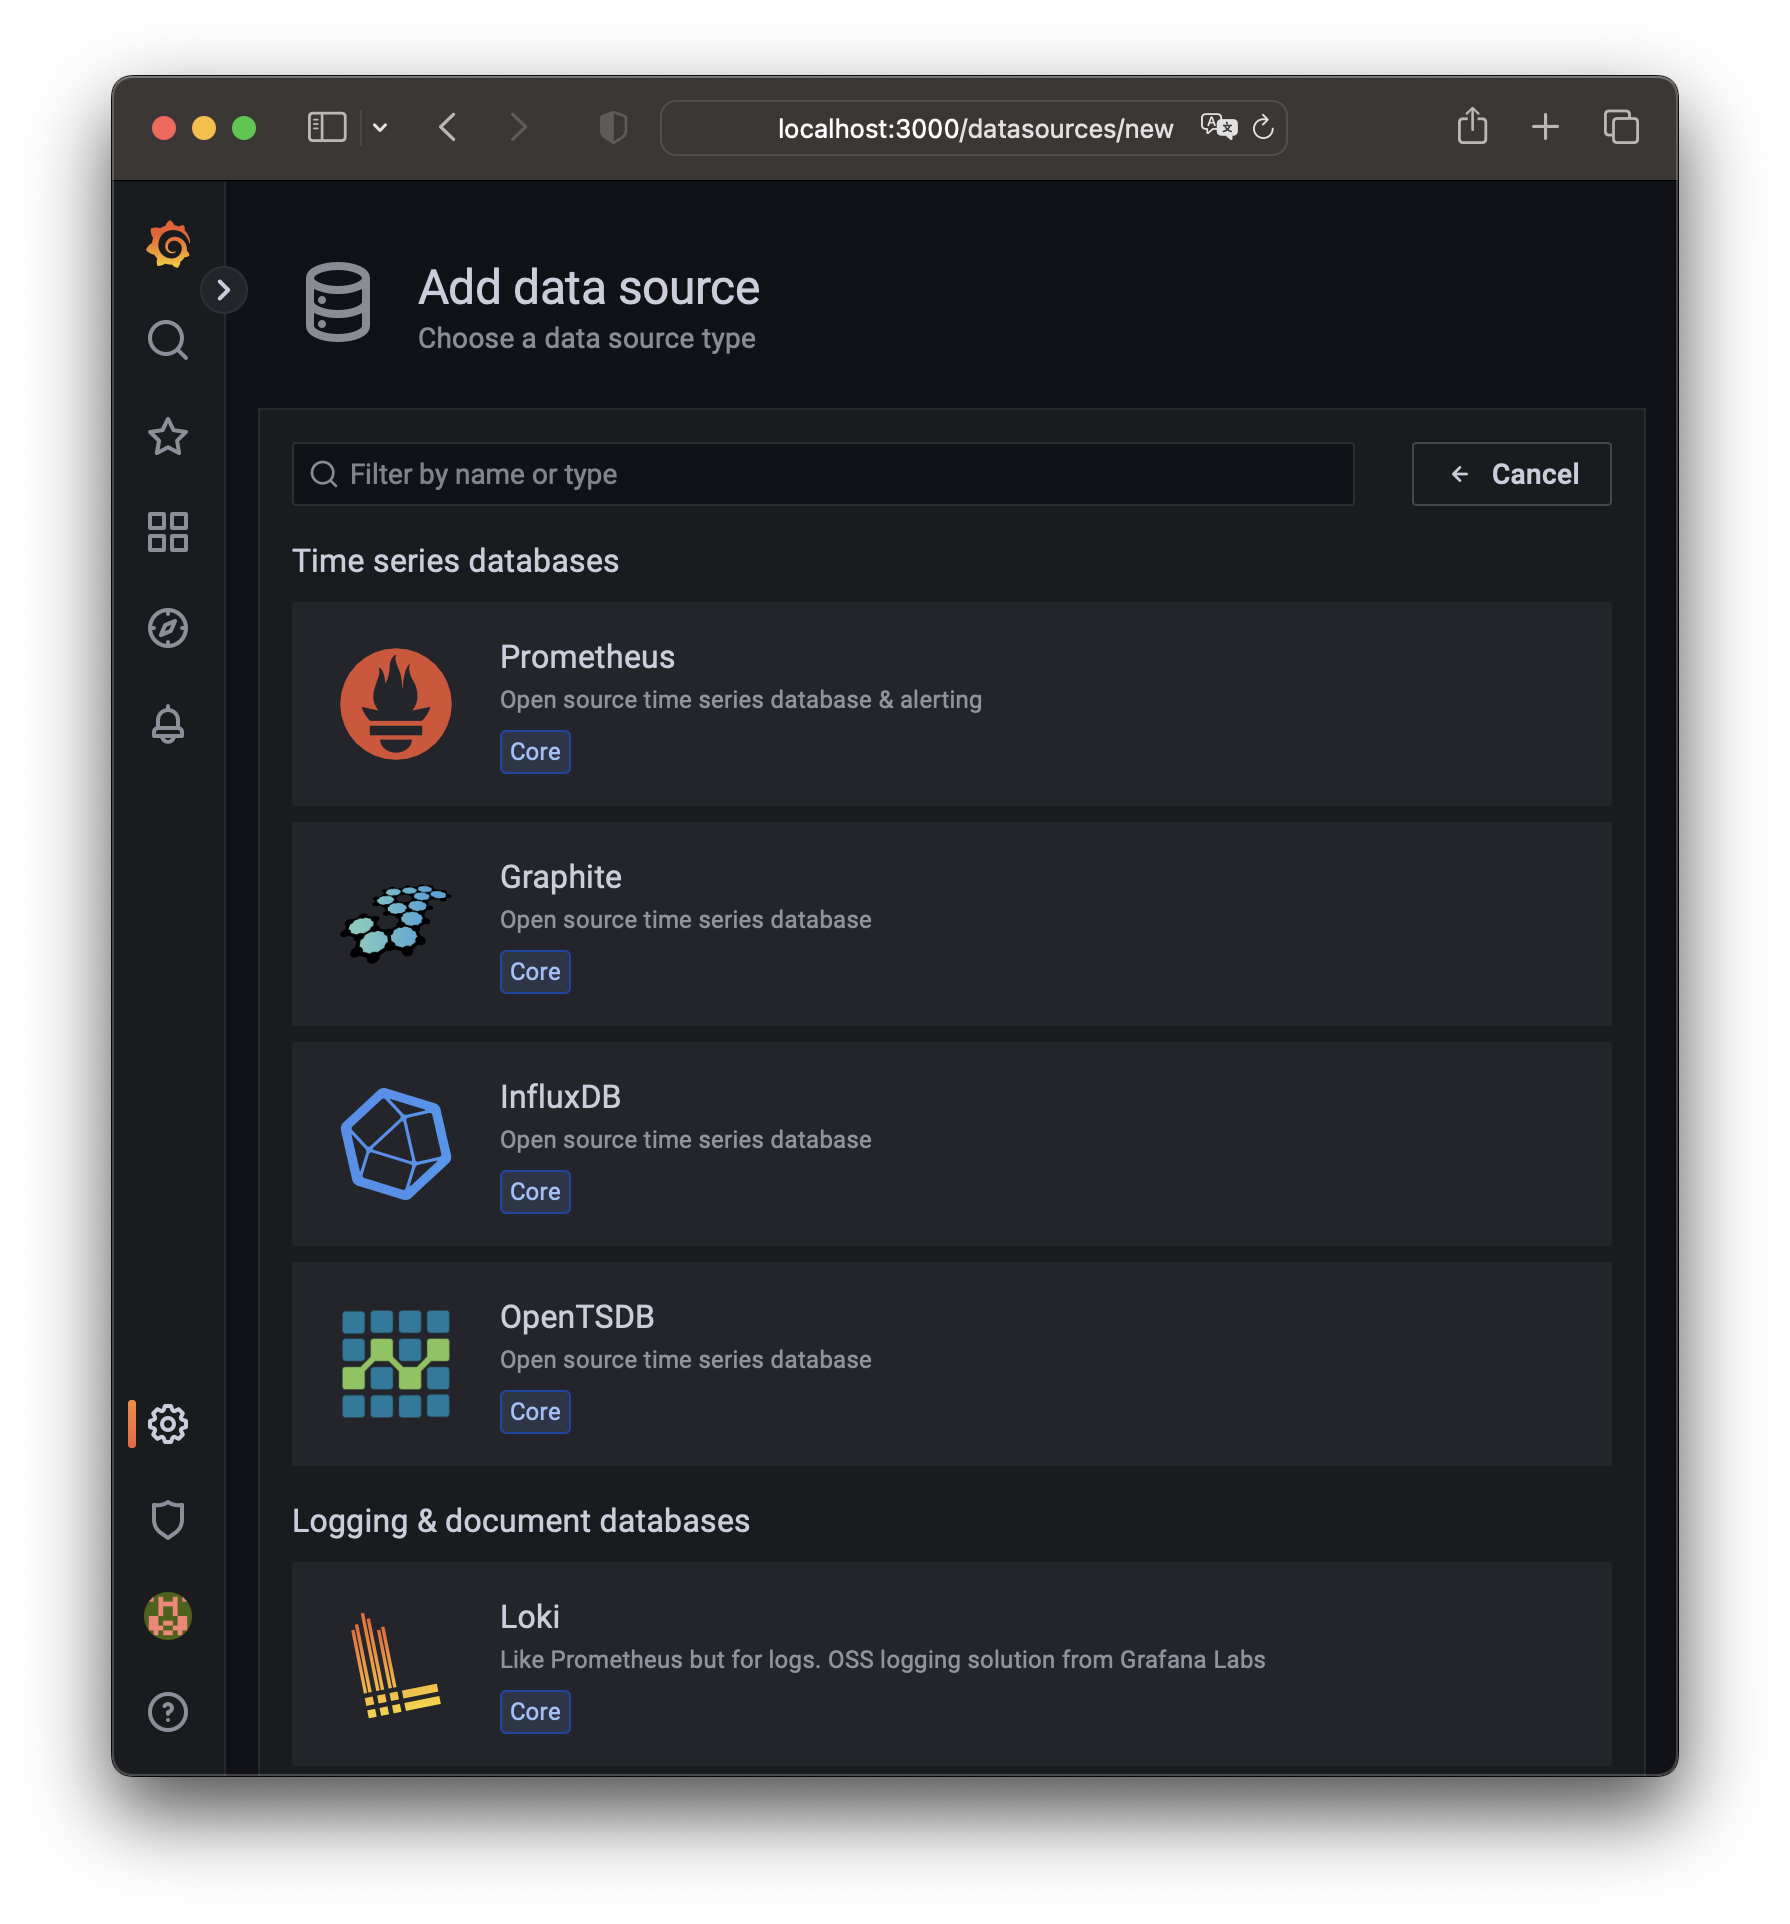 localhost:3000/datasources/new
Add data source
Choose a data source type
Filter by name or type
Cancel
Time series databases
Prometheus
Open source time series database & alerting
Core
Graphite
Open source time series database
Core
InfluxDB
Open source time series database
Core
OpenTSDB
Open source time series database
Core
Logging & document databases
Loki
Like Prometheus but for logs. OSS logging solution from Grafana Labs
Core